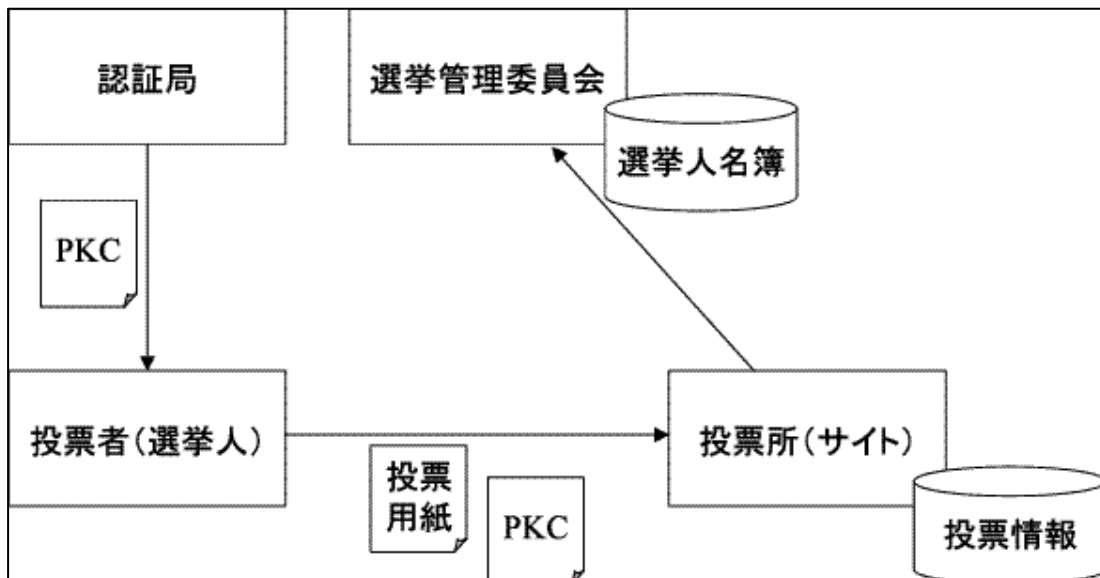 認証局
選挙管理委員会
選挙人名簿
PKC
投票者(選挙人)
投票所(サイト)
投票
用紙
PKC
投票情報